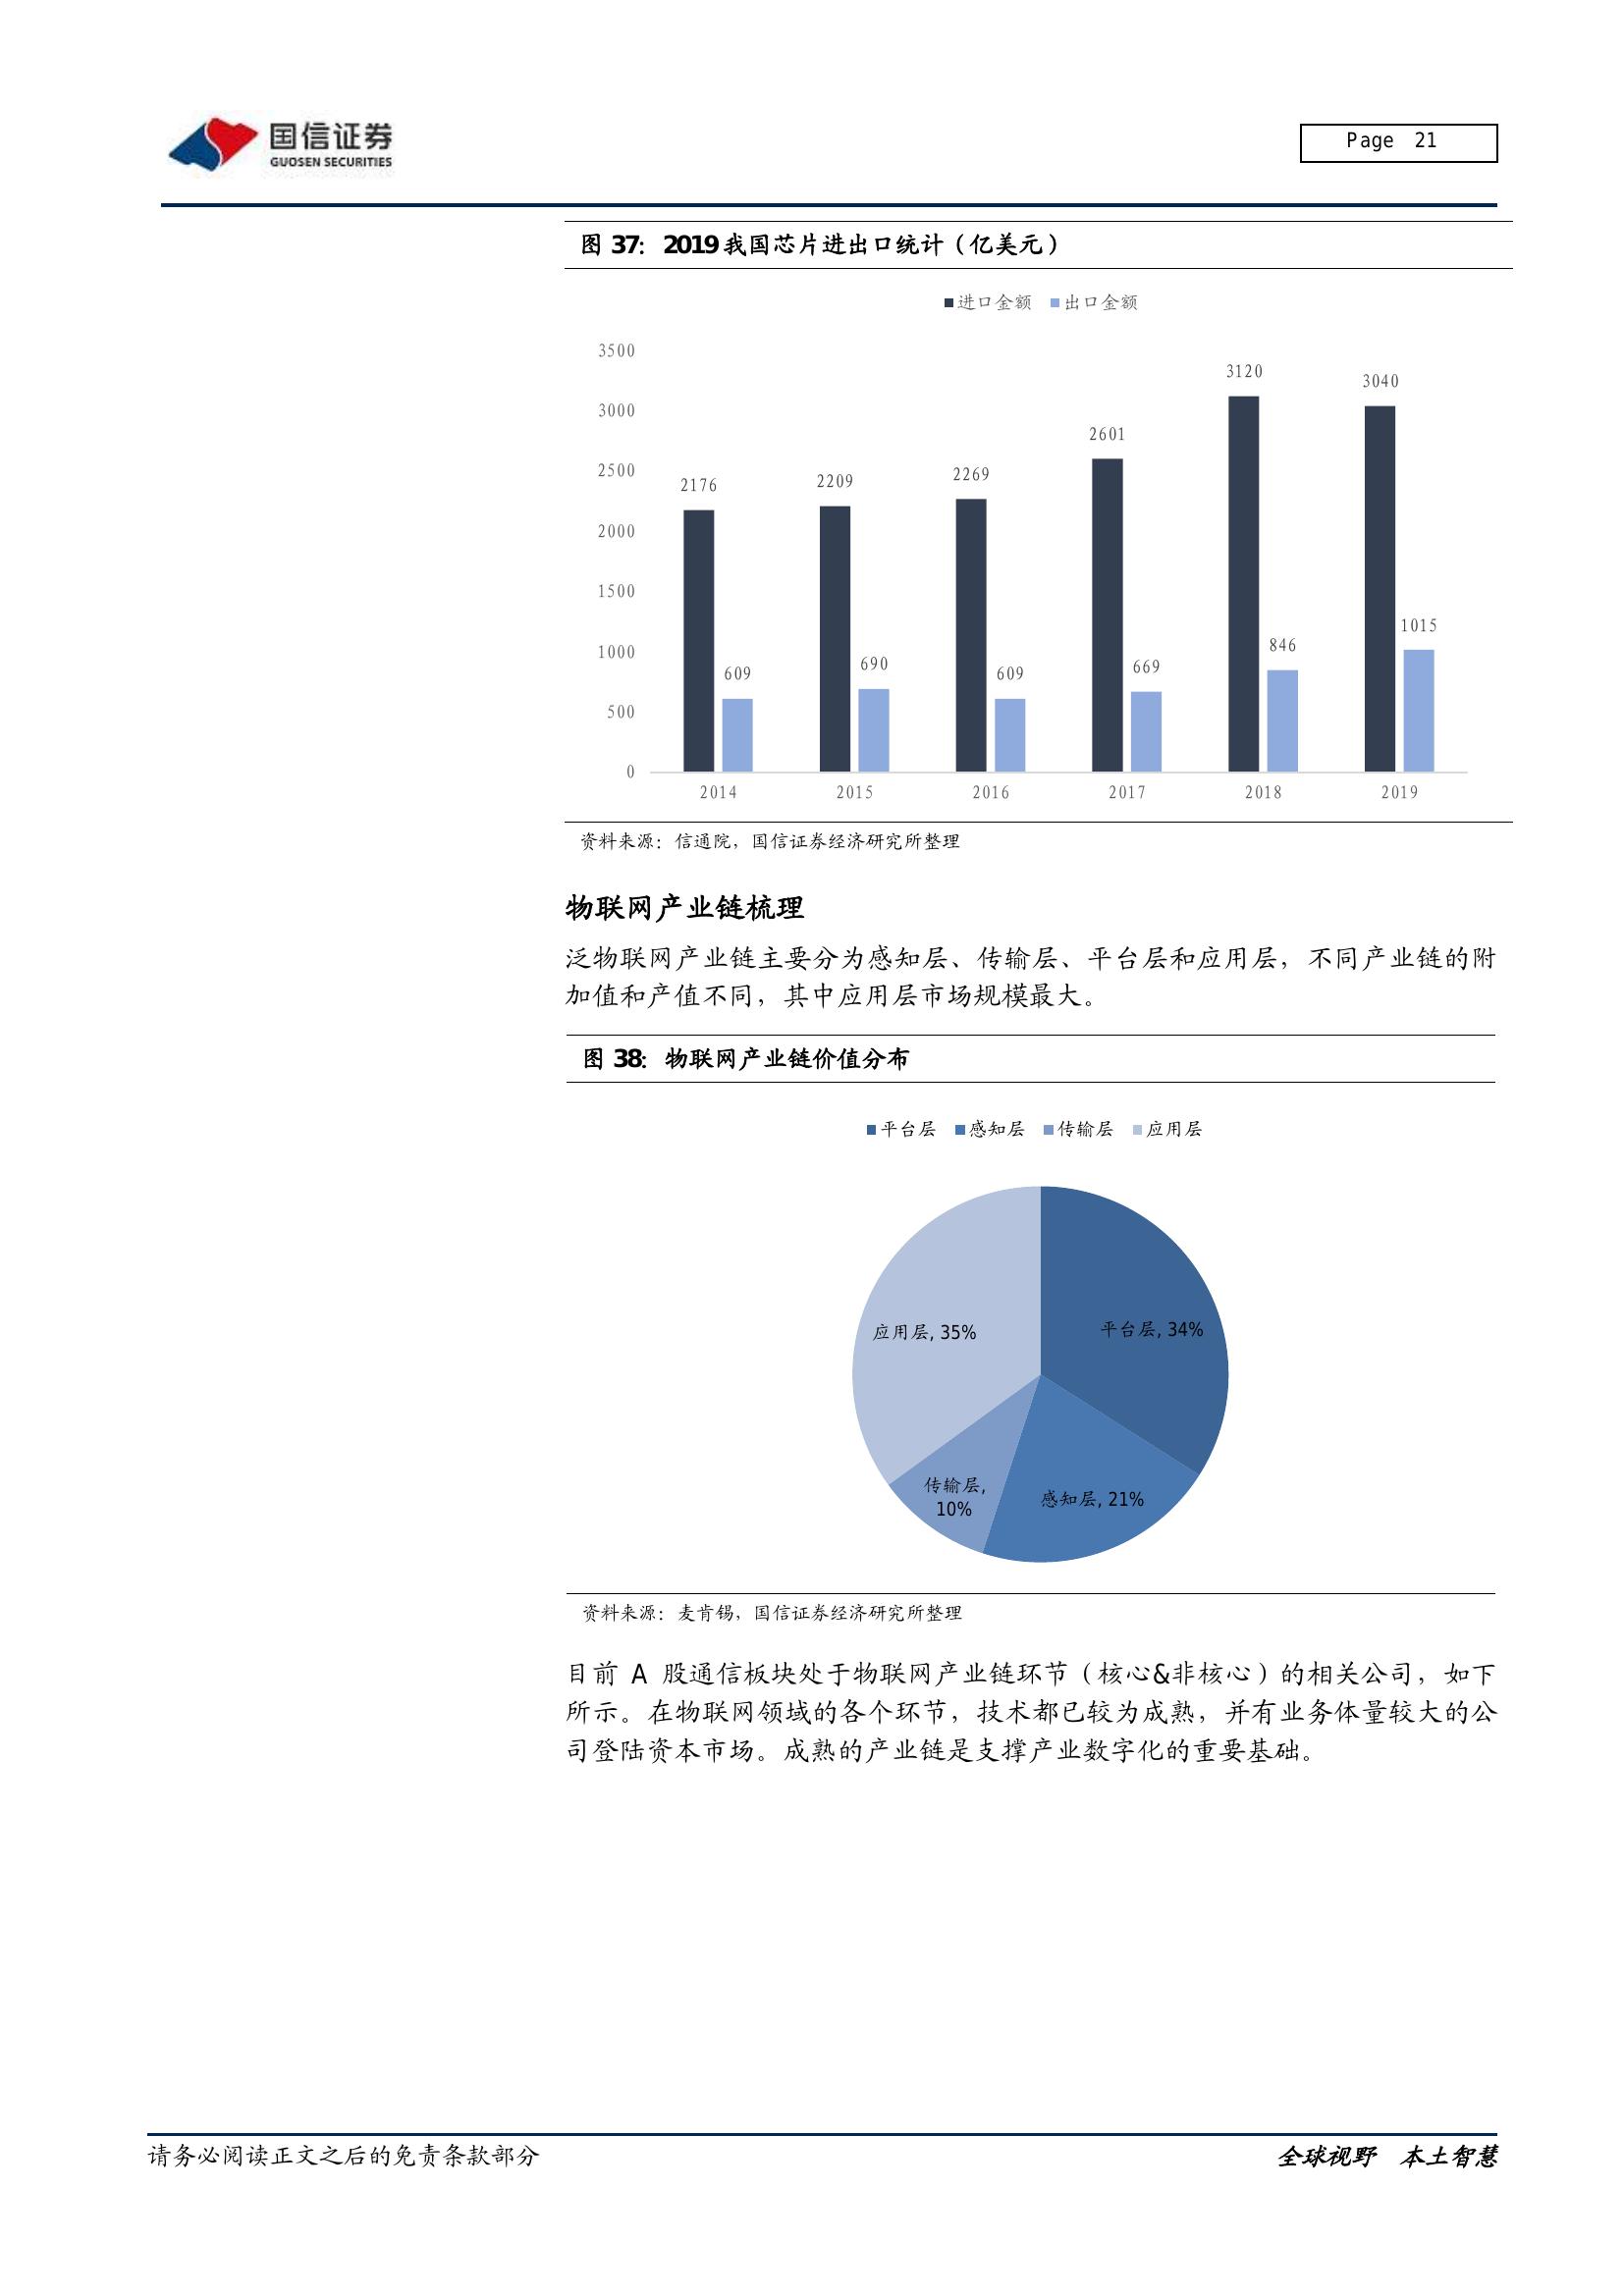 国信证券
GUOSEN SECURITIES
Page 21
图 37：2019 我国芯片进出口统计（亿美元）
进口金额 出口金额
3500
3000
2500
2000
1500
1000
500
0
2176
609
2209
690
2269
609
2601
669
3120
846
3040
1015
2014 2015 2016 2017 2018 2019
资料来源：信通院，国信证券经济研究所整理
物联网产业链梳理
泛物联网产业链主要分为感知层、传输层、平台层和应用层，不同产业链的附
加值和产值不同，其中应用层市场规模最大。
图 38：物联网产业链价值分布
平台层 感知层 传输层 应用层
应用层, 35%
平台层, 34%
传输层,
10%
感知层, 21%
资料来源：麦肯锡，国信证券经济研究所整理
目前 A 股通信板块处于物联网产业链环节（核心&非核心）的相关公司，如下
所示。在物联网领域的各个环节，技术都已较为成熟，并有业务体量较大的公
司登陆资本市场。成熟的产业链是支撑产业数字化的重要基础。
请务必阅读正文之后的免责条款部分
全球视野 本土智慧